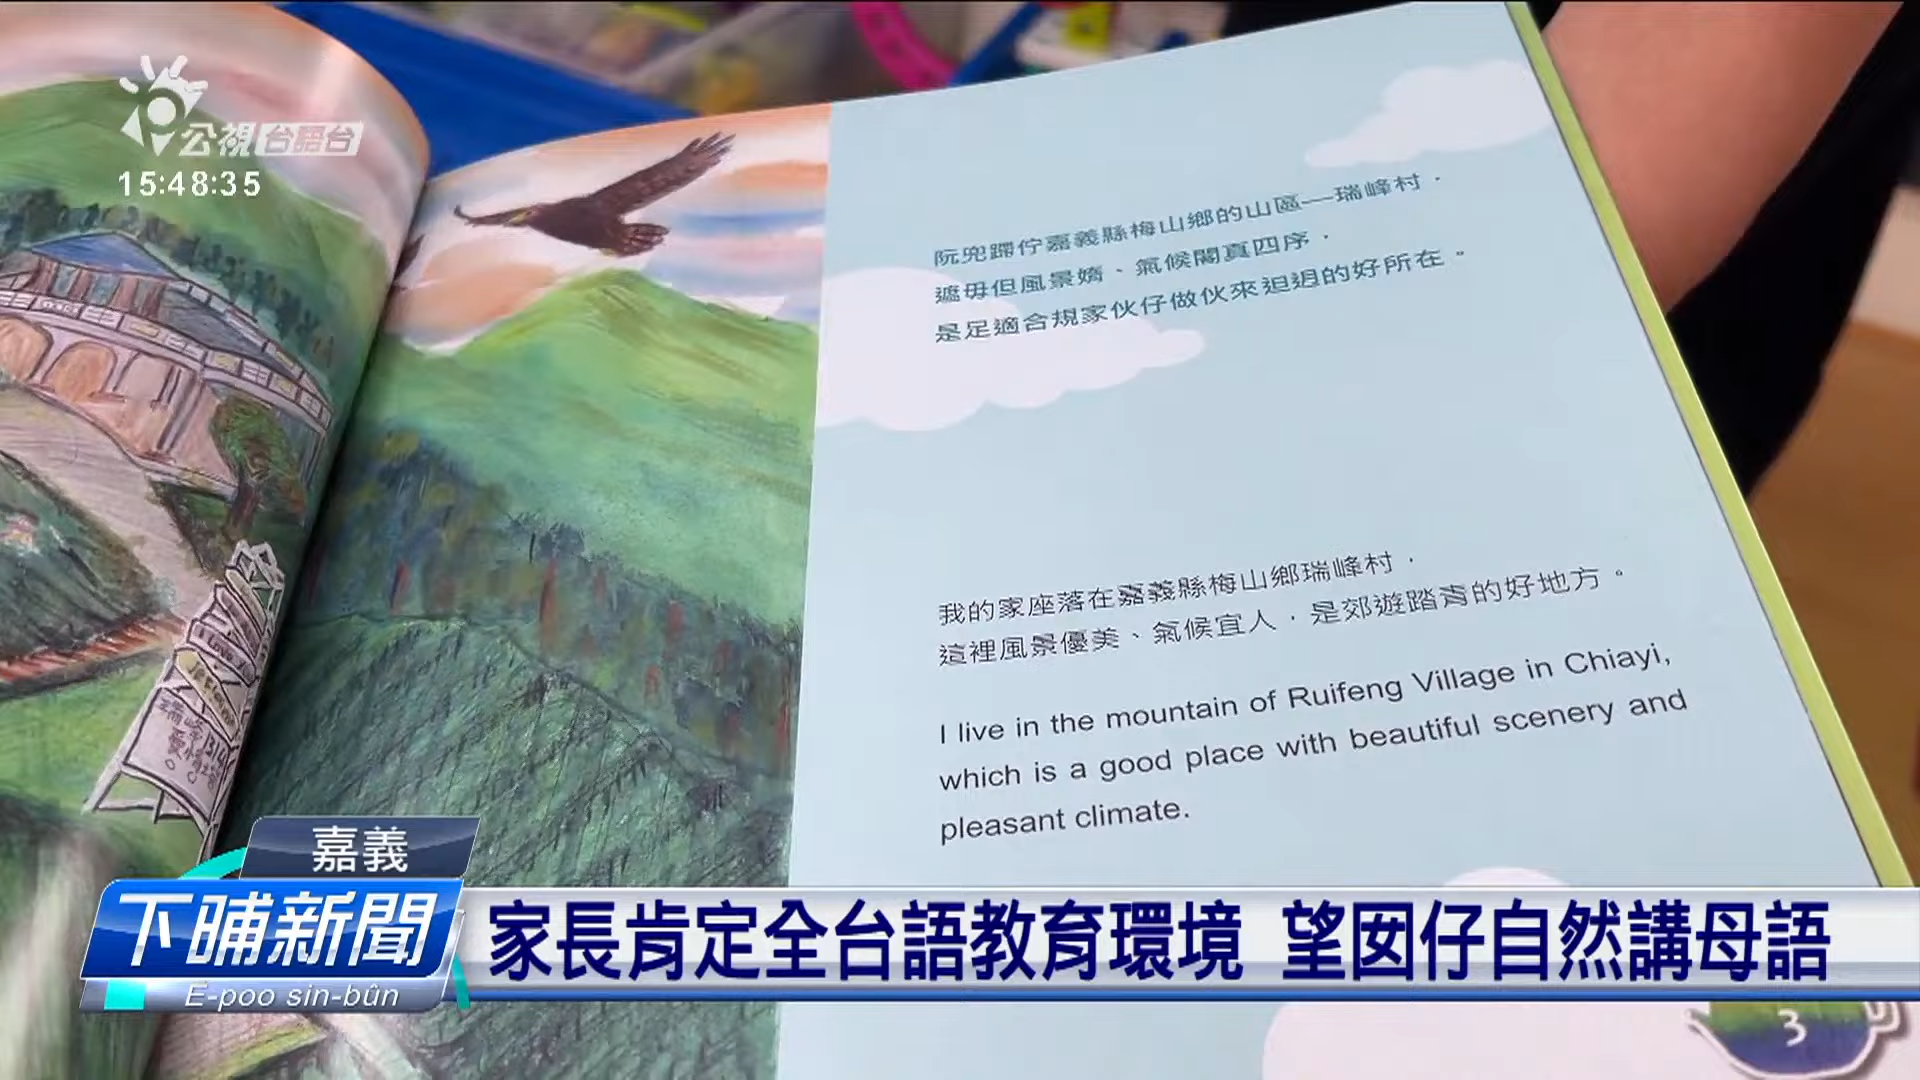 公視台語台
15:48:35
阮兜蹛佇嘉義縣梅山鄉的山區—瑞峰村，
遮毋但風景媠、氣候閣真四序，
是足適合規家伙仔做伙來𨑨迌的好所在。
我的家座落在嘉義縣梅山鄉瑞峰村，
這裡風景優美、氣候宜人，是郊遊踏青的好地方。
I live in the mountain of Ruifeng Village in Chiayi,
which is a good place with beautiful scenery and
pleasant climate.
嘉義
下晡新聞
E-poo sin-bûn
家長肯定全台語教育環境 望囡仔自然講母語
3